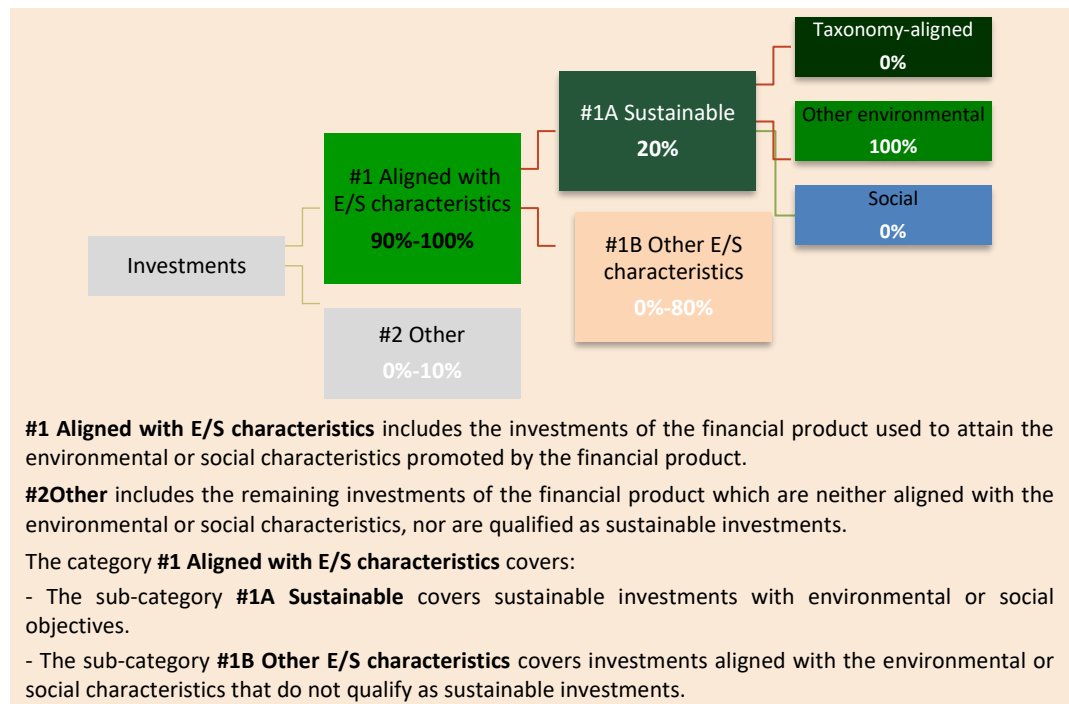 Taxonomy-aligned
0%
#1A Sustainable
20%
Other environmental
100%
#1 Aligned with
E/S characteristics
90%-100%
Social
0%
Investments
#1B Other E/S
characteristics
0%-80%
#2 Other
0%-10%
#1 Aligned with E/S characteristics includes the investments of the financial product used to attain the
environmental or social characteristics promoted by the financial product.
#2Other includes the remaining investments of the financial product which are neither aligned with the
environmental or social characteristics, nor are qualified as sustainable investments.
The category #1 Aligned with E/S characteristics covers:
- The sub-category #1A Sustainable covers sustainable investments with environmental or social
objectives.
- The sub-category #1B Other E/S characteristics covers investments aligned with the environmental or
social characteristics that do not qualify as sustainable investments.